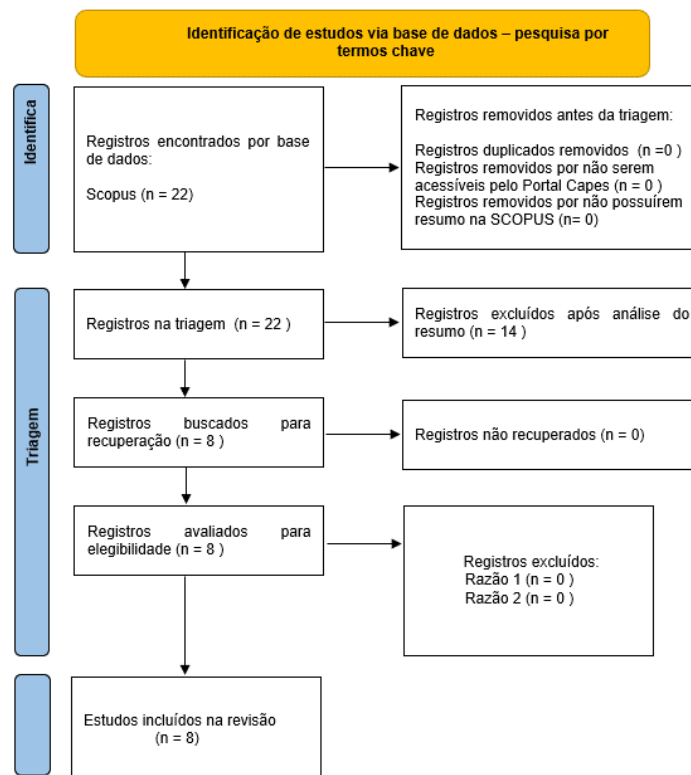 Identificação de estudos via base de dados – pesquisa por
termos chave
Identifica
Registros encontrados por base
de dados:
Scopus (n = 22)
Registros removidos antes da triagem:
Registros duplicados removidos (n =0 )
Registros removidos por não serem
acessíveis pelo Portal Capes (n = 0 )
Registros removidos por não possuírem
resumo na SCOPUS (n= 0)
Triagem
Registros na triagem (n = 22 )
Registros excluídos após análise do
resumo (n = 14 )
Registros buscados para
recuperação (n = 8 )
Registros não recuperados (n = 0)
Registros avaliados para
elegibilidade (n = 8 )
Registros excluídos:
Razão 1 (n = 0 )
Razão 2 (n = 0 )
Estudos incluídos na revisão
(n = 8)